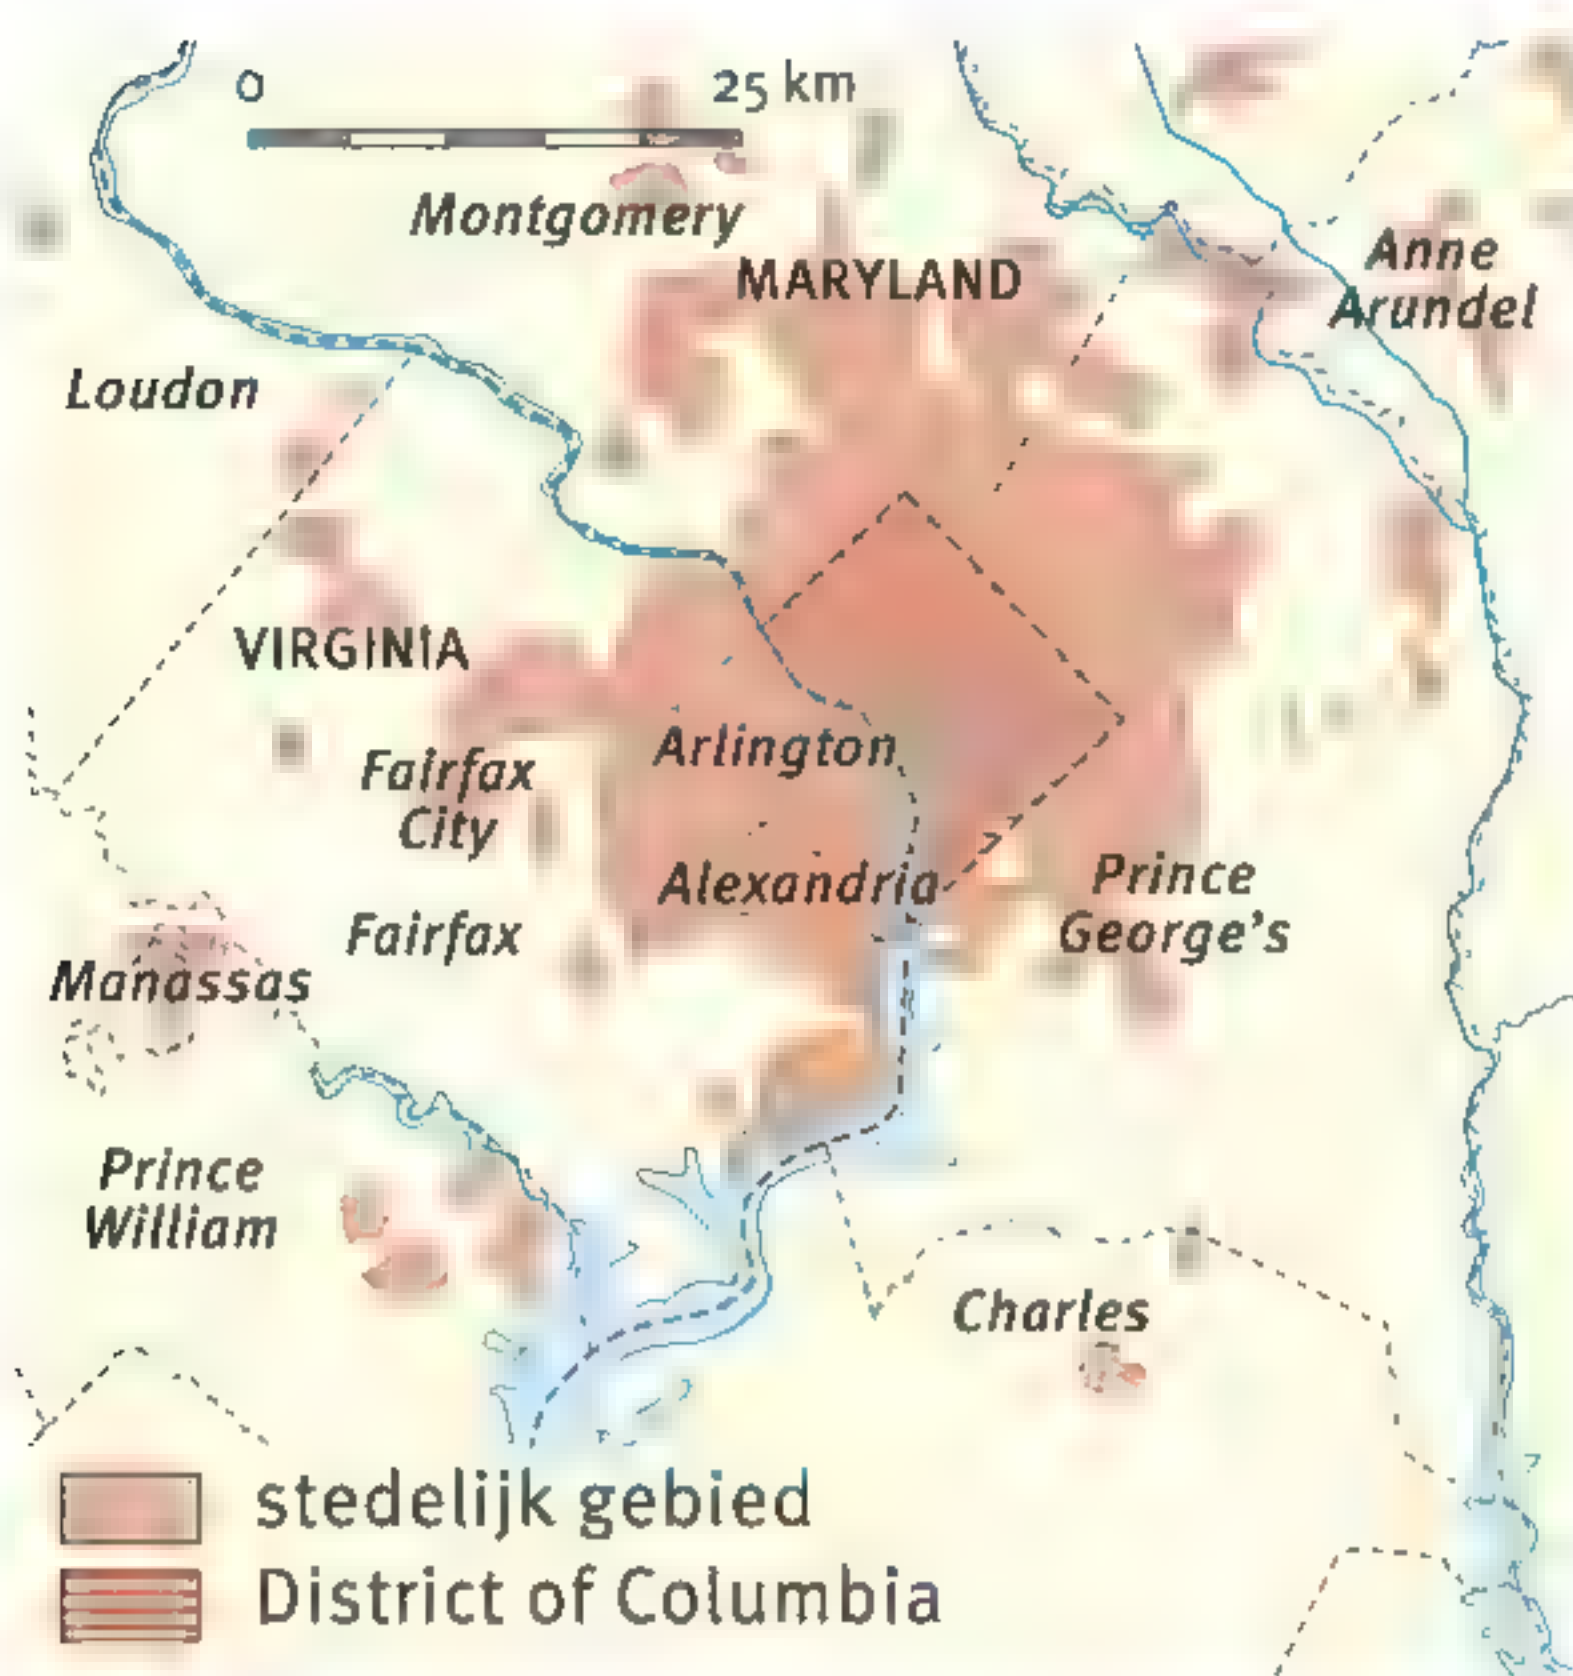 0 25 km
Montgomery
MARYLAND
Anne
Arundel
Loudon
VIRGINIA
Arlington
Fairfax
City
Alexandria
Prince
George's
Fairfax
Manassas
Prince
William
Charles
stedelijk gebied
District of Columbia